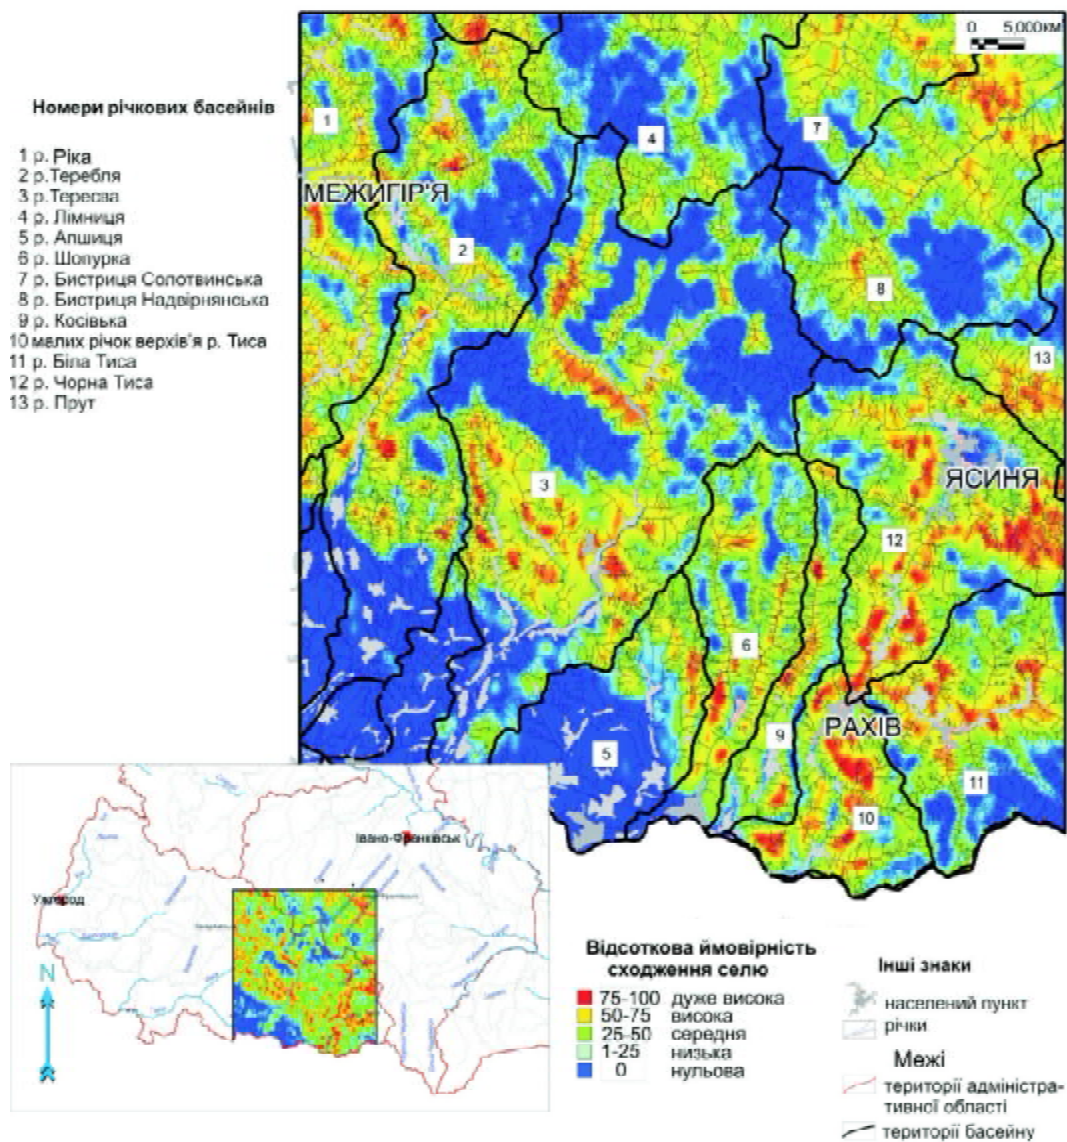 Номери річкових басейнів
1 р. Ріка
2 р.Теребля
3 р.Тересва
4 р. Лімниця
5 р. Апшиця
6 р. Шопурка
7 р. Бистриця Солотвинська
8 р. Бистриця Надвірнянська
9 р. Косівька
10 малих річок верхів'я р. Тиса
11 р. Біла Тиса
12 р. Чорна Тиса
13 р. Прут
0 5,000км
1
4
7
МЕЖИГІР'Я
2
8
13
ЯСИНЯ
3
12
6
РАХІВ
9
5
11
10
Івано-Франківськ
Ужгород
N
Відсоткова ймовірність
сходження селю
75-100 дуже висока
50-75 висока
25-50 середня
1-25 низька
0 нульова
Інші знаки
населений пункт
річки
Межі
території адміністра-
тивної області
території басейну